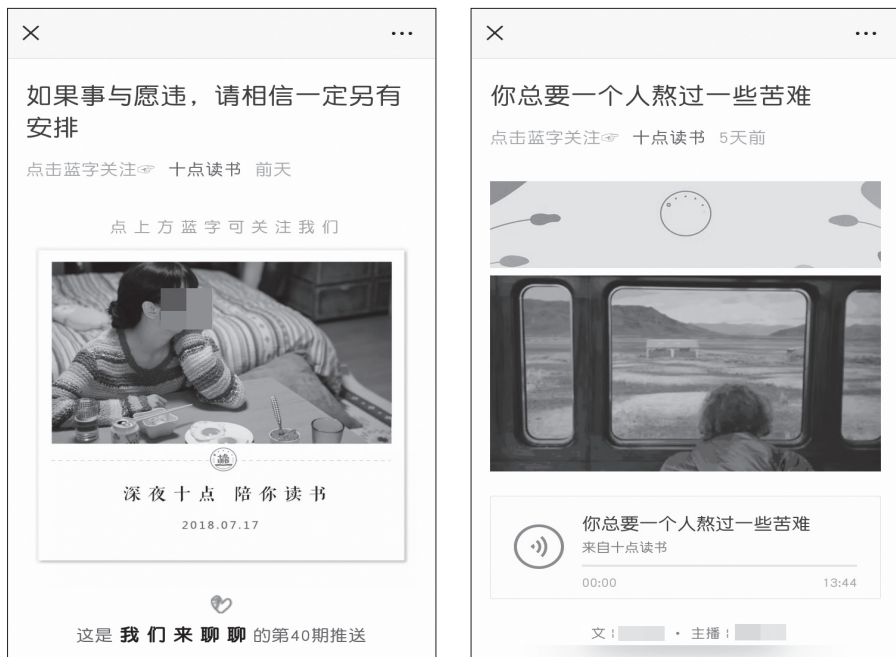 如果事与愿违，请相信一定另有
安排
点击蓝字关注☞ 十点读书 前天
点上方蓝字可关注我们
深夜十点 陪你读书
2018.07.17
这是 我们来聊聊 的第40期推送
你总要一个人熬过一些苦难
点击蓝字关注☞ 十点读书 5天前
你总要一个人熬过一些苦难
来自十点读书
00:00 13:44
文: · 主播: